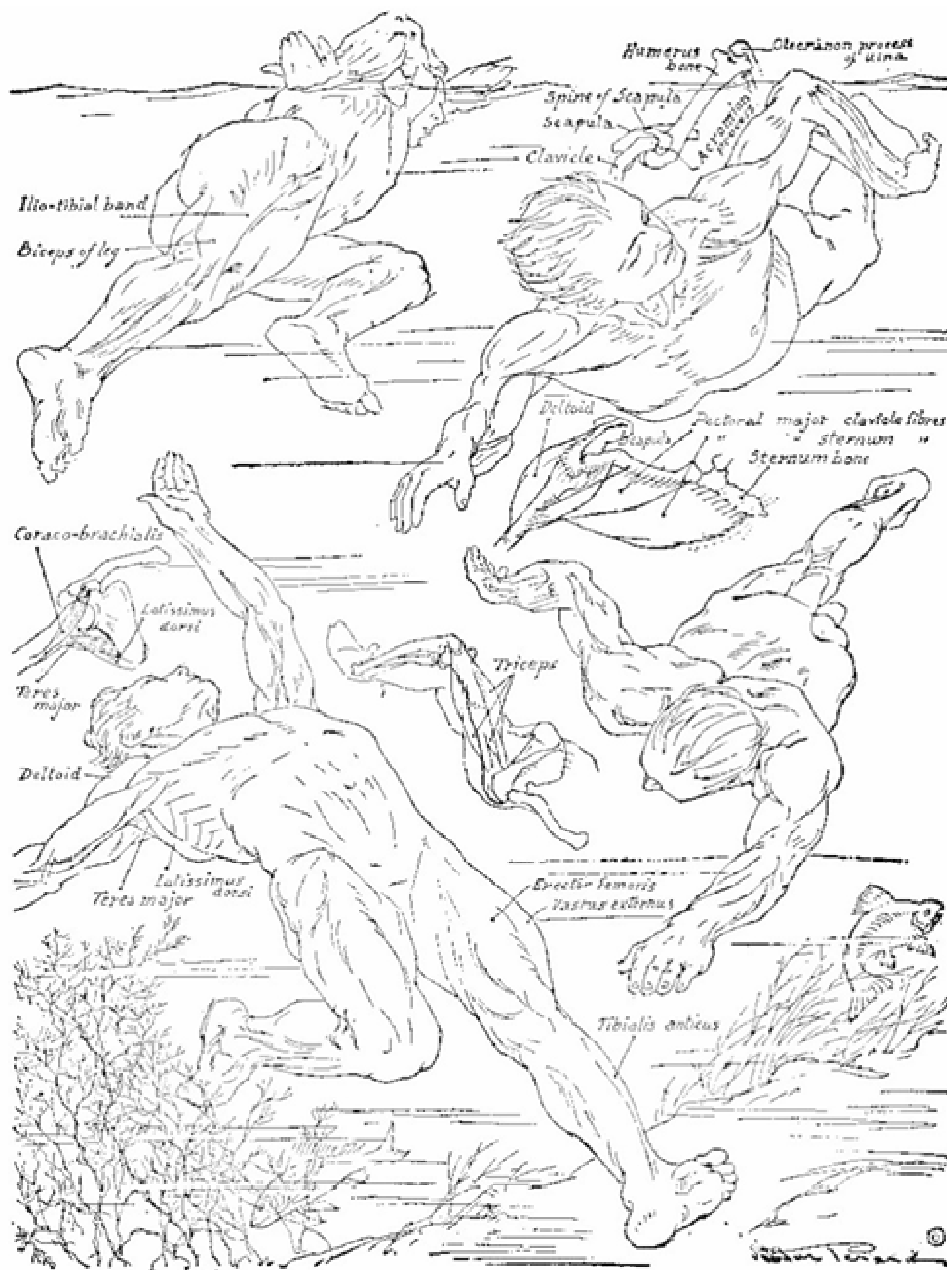 Humerus
bone
Olecranon process
of ulna
Spine of Scapula
Scapula
Acromion
process
Clavicle
Ilio-tibial band
Biceps of leg
Deltoid
Scapula
Pectoral major clavicle fibres
" " sternum "
Sternum bone
Coraco-brachialis
Latissimus
dorsi
Teres
major
Triceps
Deltoid
Latissimus
dorsi
Teres major
Erector femoris
Vastus externus
Tibialis anticus
©